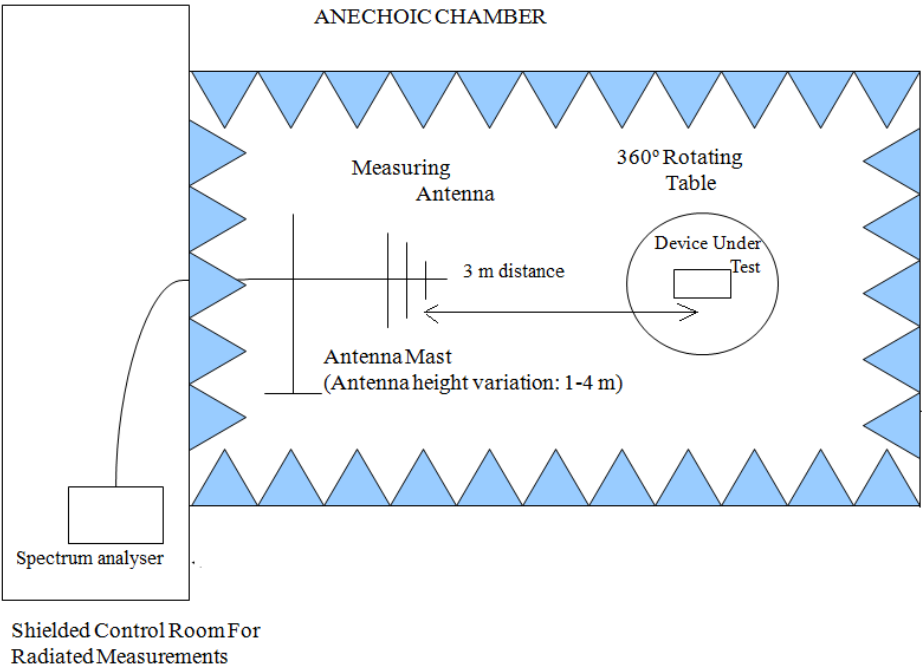 ANECHOIC CHAMBER
Measuring
Antenna
360º Rotating
Table
Device Under
Test
3 m distance
Antenna Mast
(Antenna height variation: 1-4 m)
Spectrum analyser
Shielded Control Room For
Radiated Measurements